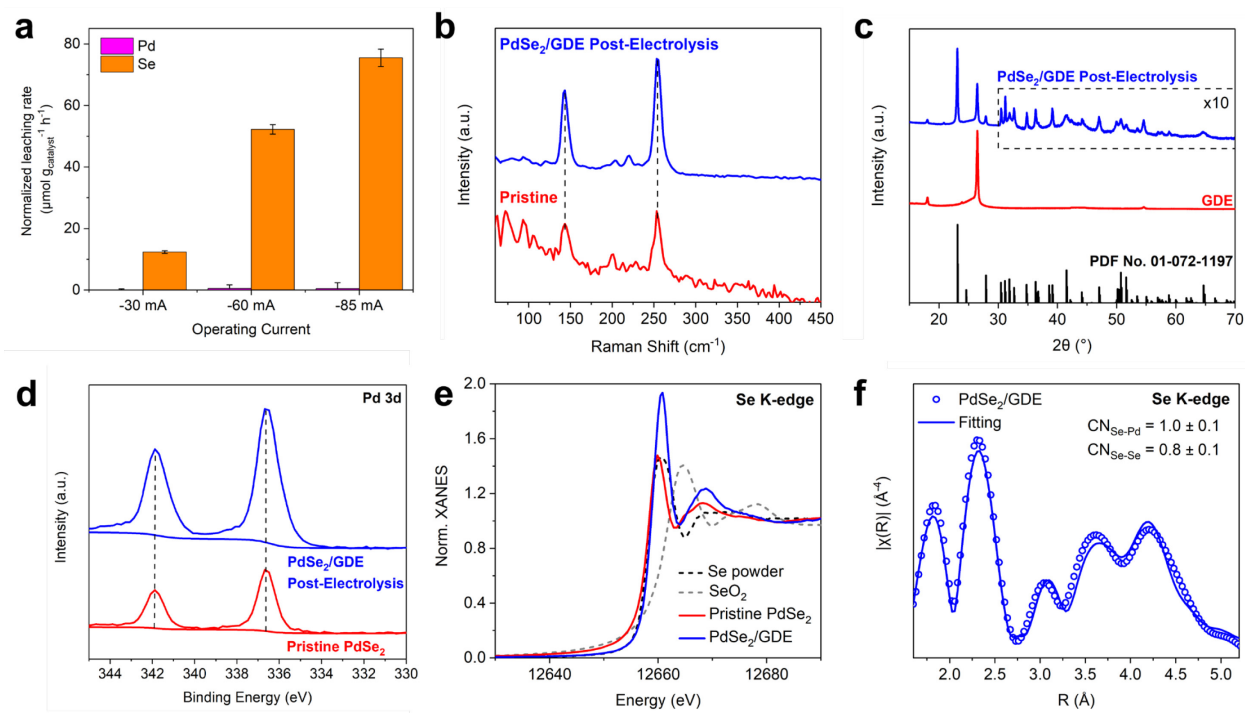 a
Normalized leaching rate
(µmol g_catalyst⁻¹ h⁻¹)
80
60
40
20
0
Pd
Se
-30 mA
-60 mA
-85 mA
Operating Current
b
PdSe₂/GDE Post-Electrolysis
Pristine
Intensity (a.u.)
100
150
200
250
300
350
400
450
Raman Shift (cm⁻¹)
c
PdSe₂/GDE Post-Electrolysis
x10
GDE
PDF No. 01-072-1197
Intensity (a.u.)
20
30
40
50
60
70
2θ (°)
d
Pd 3d
PdSe₂/GDE
Post-Electrolysis
Pristine PdSe₂
Intensity (a.u.)
344
342
340
338
336
334
332
330
Binding Energy (eV)
e
Se K-edge
Norm. XANES
2.0
1.6
1.2
0.8
0.4
0.0
Se powder
SeO₂
Pristine PdSe₂
PdSe₂/GDE
12640
12660
12680
Energy (eV)
f
PdSe₂/GDE
Fitting
Se K-edge
CN_Se-Pd = 1.0 ± 0.1
CN_Se-Se = 0.8 ± 0.1
|χ(R)| (Å⁻⁴)
2.0
2.5
3.0
3.5
4.0
4.5
5.0
R (Å)